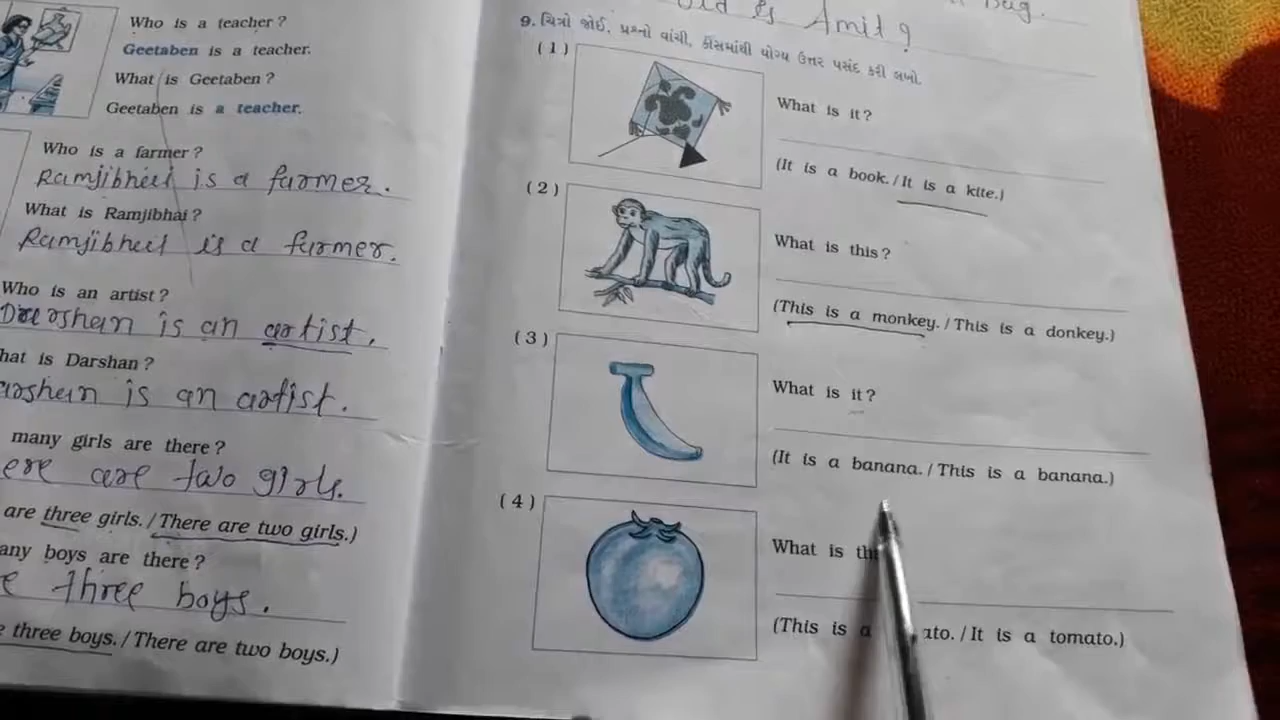 Who is a teacher?
Geetaben is a teacher.
What is Geetaben?
Geetaben is a teacher.
Who is a farmer?
Ramjibhai is a farmer.
What is Ramjibhai?
Ramjibhai is a farmer.
Who is an artist?
Darshan is an artist.
hat is Darshan?
arshan is an artist.
many girls are there?
ere are two girls.
are three girls. / There are two girls.)
any boys are there?
e three boys.
e three boys. / There are two boys.)
is Amit?
9. ચિત્રો જોઈ, પ્રશ્નો વાંચી, કૌંસમાંથી યોગ્ય ઉત્તર પસંદ કરી લખો.
(1)
What is it?
(It is a book. / It is a kite.)
(2)
What is this?
(This is a monkey. / This is a donkey.)
(3)
What is it?
(It is a banana. / This is a banana.)
(4)
What is th
(This is a ato. / It is a tomato.)